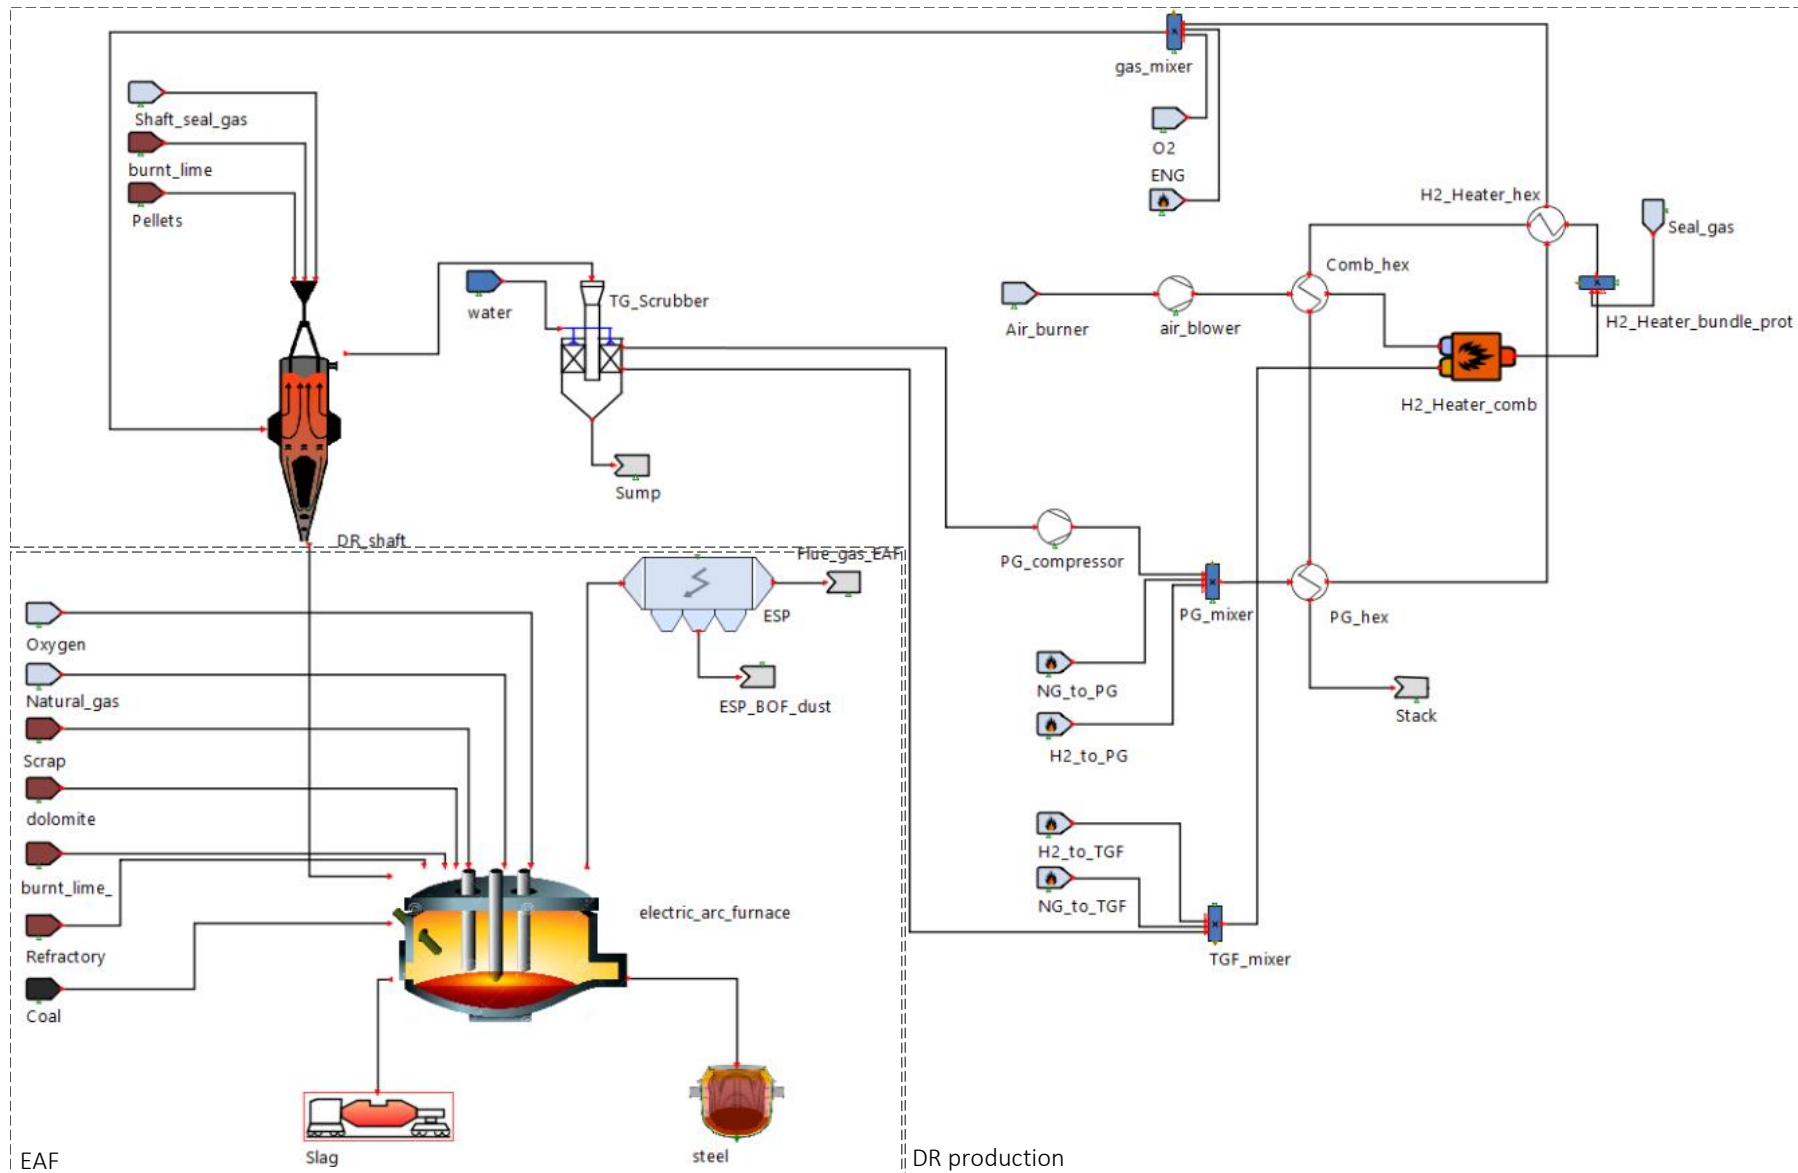 gas_mixer
Shaft_seal_gas
O2
burnt_lime
ENG
H2_Heater_hex
Pellets
Seal_gas
Comb_hex
TG_Scrubber
water
Air_burner
air_blower
H2_Heater_bundle_prot
H2_Heater_comb
Sump
DR_shaft
Flue_gas_EAF
PG_compressor
ESP
PG_mixer
PG_hex
Oxygen
NG_to_PG
Natural_gas
ESP_BOF_dust
Stack
H2_to_PG
Scrap
dolomite
H2_to_TGF
burnt_lime_
NG_to_TGF
electric_arc_furnace
Refractory
TGF_mixer
Coal
Slag
steel
EAF
DR production